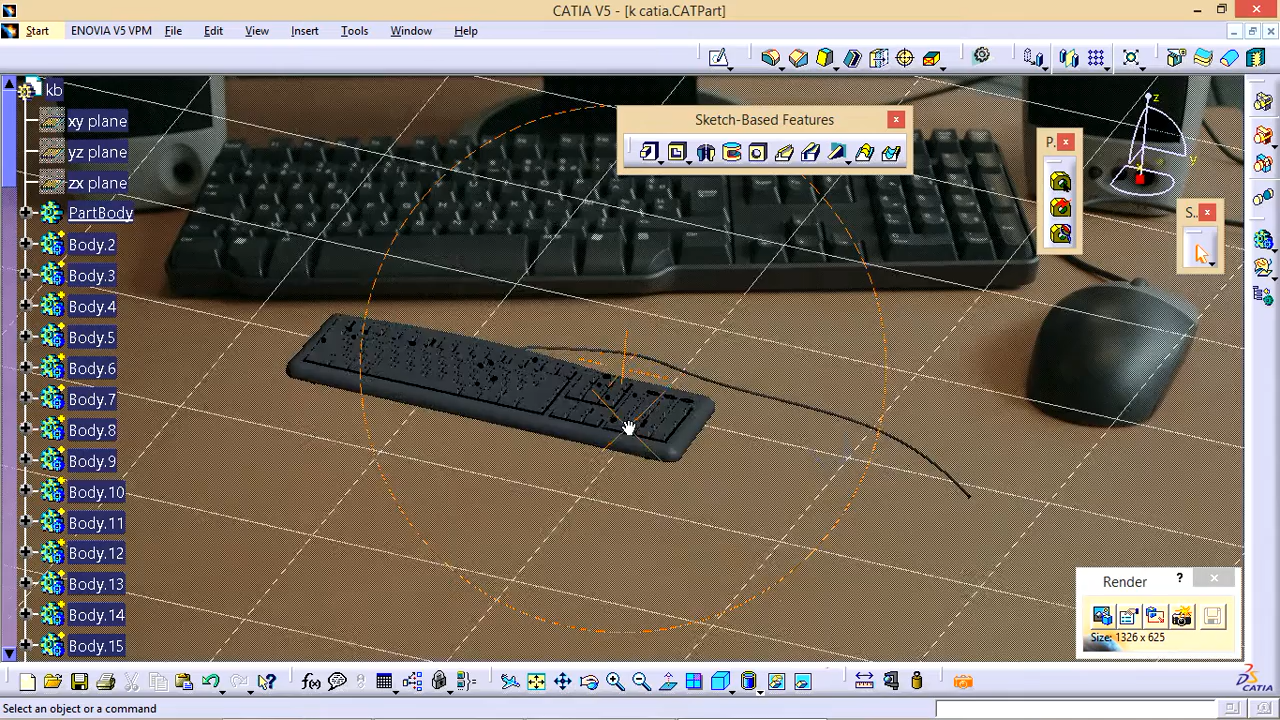 CATIA V5 - [k catia.CATPart]
Start ENOVIA V5 VPM File Edit View Insert Tools Window Help
kb
xy plane
yz plane
zx plane
PartBody
Body.2
Body.3
Body.4
Body.5
Body.6
Body.7
Body.8
Body.9
Body.10
Body.11
Body.12
Body.13
Body.14
Body.15
Sketch-Based Features
P.
S..
z
y
Render ?
Size: 1326 x 625
f(x)
CATIA
Select an object or a command